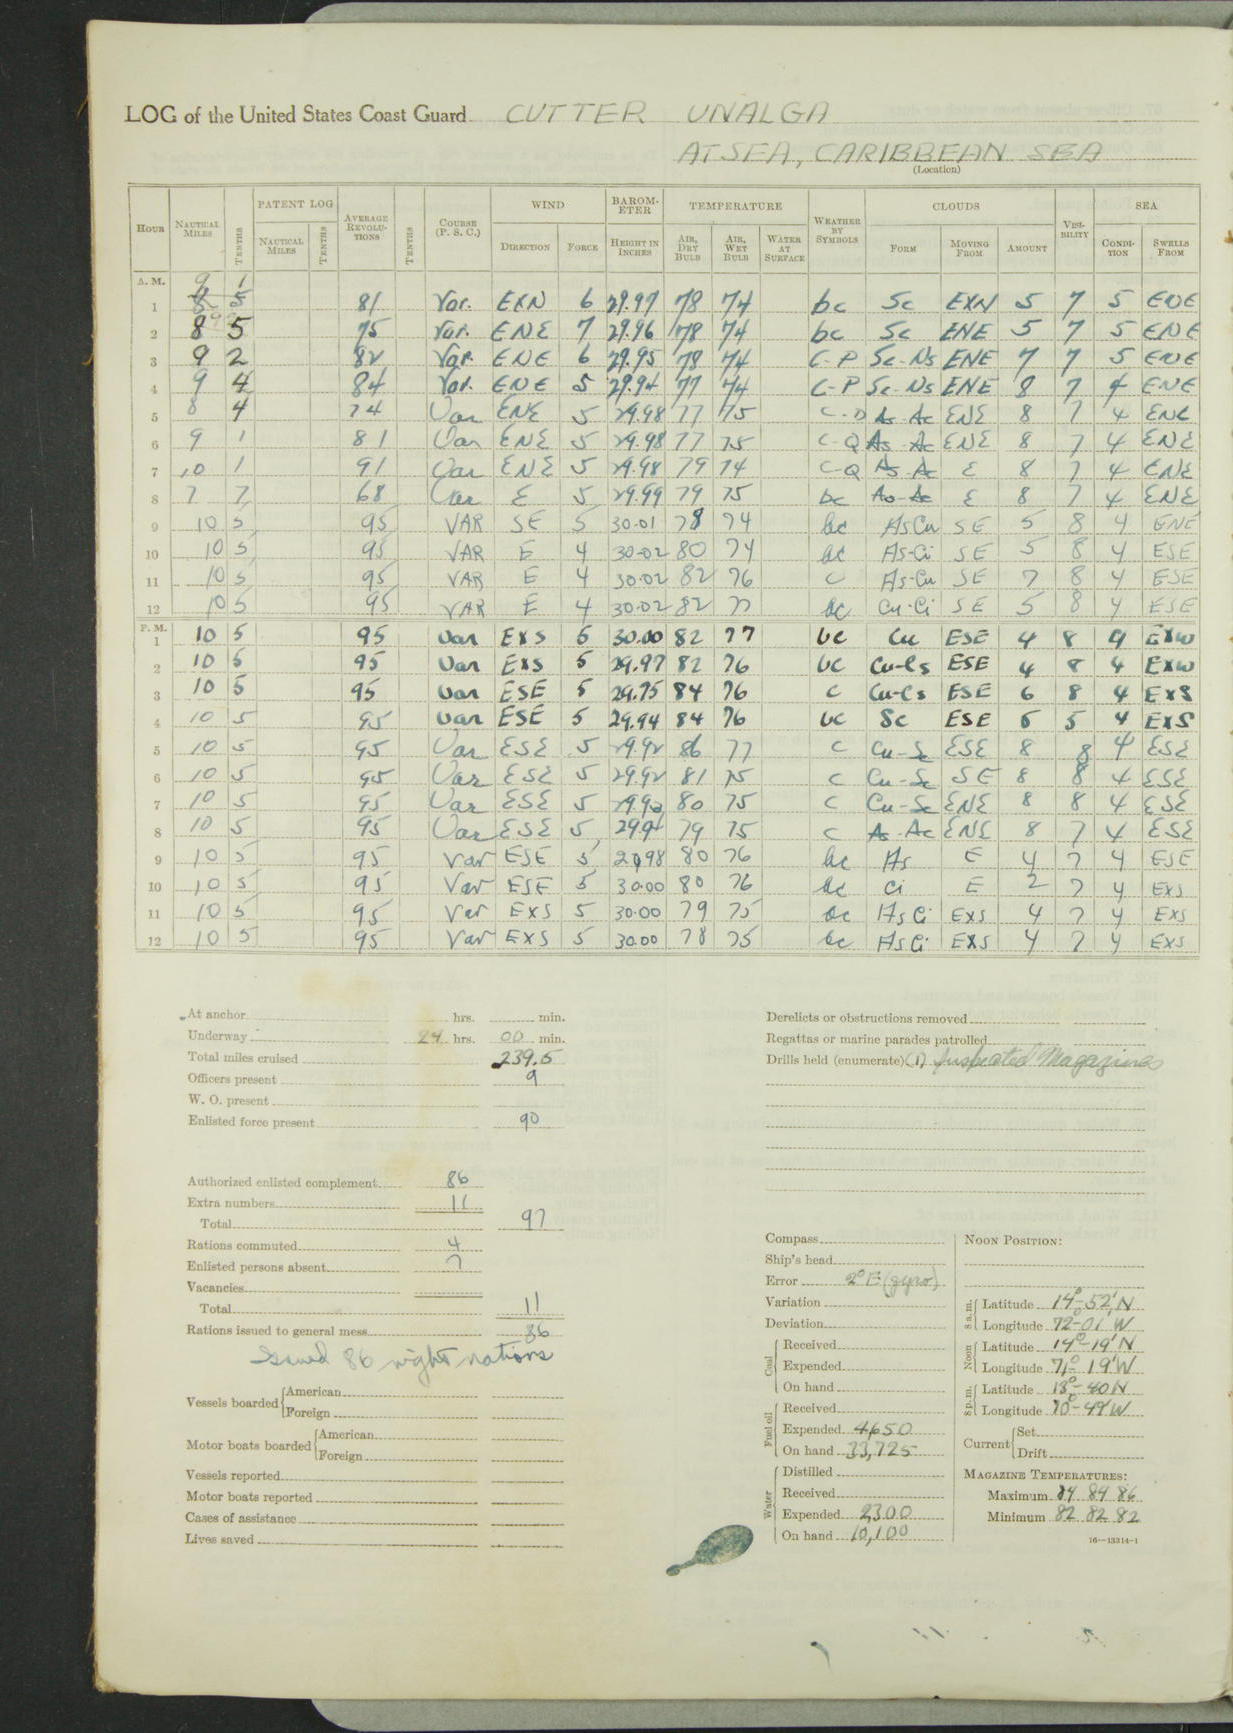 LOG of the United States Coast Guard CUTTER UNALGA
AT SEA, CARIBBEAN SEA
(Location)
HOUR NAUTICAL MILES TENTHS PATENT LOG NAUTICAL MILES TENTHS AVERAGE REVOLUTIONS TENTHS COURSE (P. S. C.) WIND DIRECTION FORCE BAROMETER HEIGHT IN INCHES TEMPERATURE AIR, DRY BULB AIR, WET BULB WATER AT SURFACE WEATHER BY SYMBOLS CLOUDS FORM MOVING FROM AMOUNT VISIBILITY SEA CONDITION SWELLS FROM
A. M.
1 9 1 81 Var. EXN 6 29.97 78 74 bc Sc EXN 5 7 5 ENE
2 8 5 75 Var. ENE 7 29.96 78 74 bc Sc ENE 5 7 5 ENE
3 9 2 82 Var. ENE 6 29.95 78 74 C-P Sc-Ns ENE 7 7 5 ENE
4 9 4 84 Var. ENE 5 29.94 77 74 C-P Sc-Ns ENE 8 7 4 ENE
5 8 4 74 Var ENE 5 29.98 77 75 As-Ac ENE 8 7 4 ENE
6 9 1 81 Var ENE 5 29.98 77 75 C-Q As-Ac ENE 8 7 4 ENE
7 10 1 91 Var ENE 5 29.98 79 74 C-Q As-Ac E 8 7 4 ENE
8 7 7 68 Var E 5 29.99 79 75 bc As-Ac E 8 7 4 ENE
9 10 5 95 VAR SE 5 30.01 78 74 bc AsCu SE 5 8 4 ENE
10 10 5 95 VAR E 4 30.02 80 74 bc As-Ci SE 5 8 4 ESE
11 10 5 95 VAR E 4 30.02 82 76 C As-Cu SE 7 8 4 ESE
12 10 5 95 VAR E 4 30.02 82 77 bc Cu-Ci SE 5 8 4 ESE
P. M.
1 10 5 95 Var EXS 5 30.00 82 77 bc Cu ESE 4 8 4
2 10 5 95 Var EXS 5 29.97 82 76 bc Cu-Cs ESE 4 8 4
3 10 5 95 Var ESE 5 29.95 84 76 c Cu-Cs ESE 6 8 4 EXS
4 10 5 95 Var ESE 5 29.94 84 76 bc Sc ESE 5 4 EXS
5 10 5 95 Var ESE 5 29.92 86 77 C Cu-Sc ESE 8 8 4 ESE
6 10 5 95 Var ESE 5 29.92 81 75 C Cu-Sc SE 8 8 4 ESE
7 10 5 95 Var ESE 5 29.92 80 75 C Cu-Sc ENE 8 8 4 ESE
8 10 5 95 Var ESE 5 79 75 C As-Ac ENE 8 7 4 ESE
9 10 5 95 Var ESE 5 29.98 80 76 bc As E 4 7 4 ESE
10 10 5 95 Var ESE 5 30.00 80 76 bc Ci E 2 7 4 EXS
11 10 5 95 Var EXS 5 30.00 79 75 bc As Ci EXS 4 7 4 EXS
12 10 5 95 Var EXS 5 30.00 78 75 bc As Ci EXS 4 7 4 EXS
At anchor hrs. min.
Underway 24 hrs. 00 min.
Total miles cruised 239.5
Officers present 9
W. O. present
Enlisted force present 90
Authorized enlisted complement 86
Extra numbers 11
Total 97
Rations commuted 4
Enlisted persons absent 7
Vacancies
Total 11
Rations issued to general mess 86
Issued 86 night rations
Vessels boarded American
Foreign
Motor boats boarded American
Foreign
Vessels reported
Motor boats reported
Cases of assistance
Lives saved
Derelicts or obstructions removed
Regattas or marine parades patrolled
Drills held (enumerate) (1) Inspected Magazines
Compass
Ship's head
Error 2° E (gyro)
Variation
Deviation
Coal Received
Expended
On hand
Fuel oil Received
Expended 4650
On hand 33,725
Water Distilled
Received
Expended 2300
On hand 10,100
NOON POSITION:
8 a.m. Latitude 14°-52' N
Longitude 72°-01' W
Noon Latitude 14°-19' N
Longitude 71°-19' W
8 p.m. Latitude 13°-40 N
Longitude 70°-49' W
Current Set
Drift
MAGAZINE TEMPERATURES:
Maximum 84 84 86
Minimum 82 82 82
16—13214-1